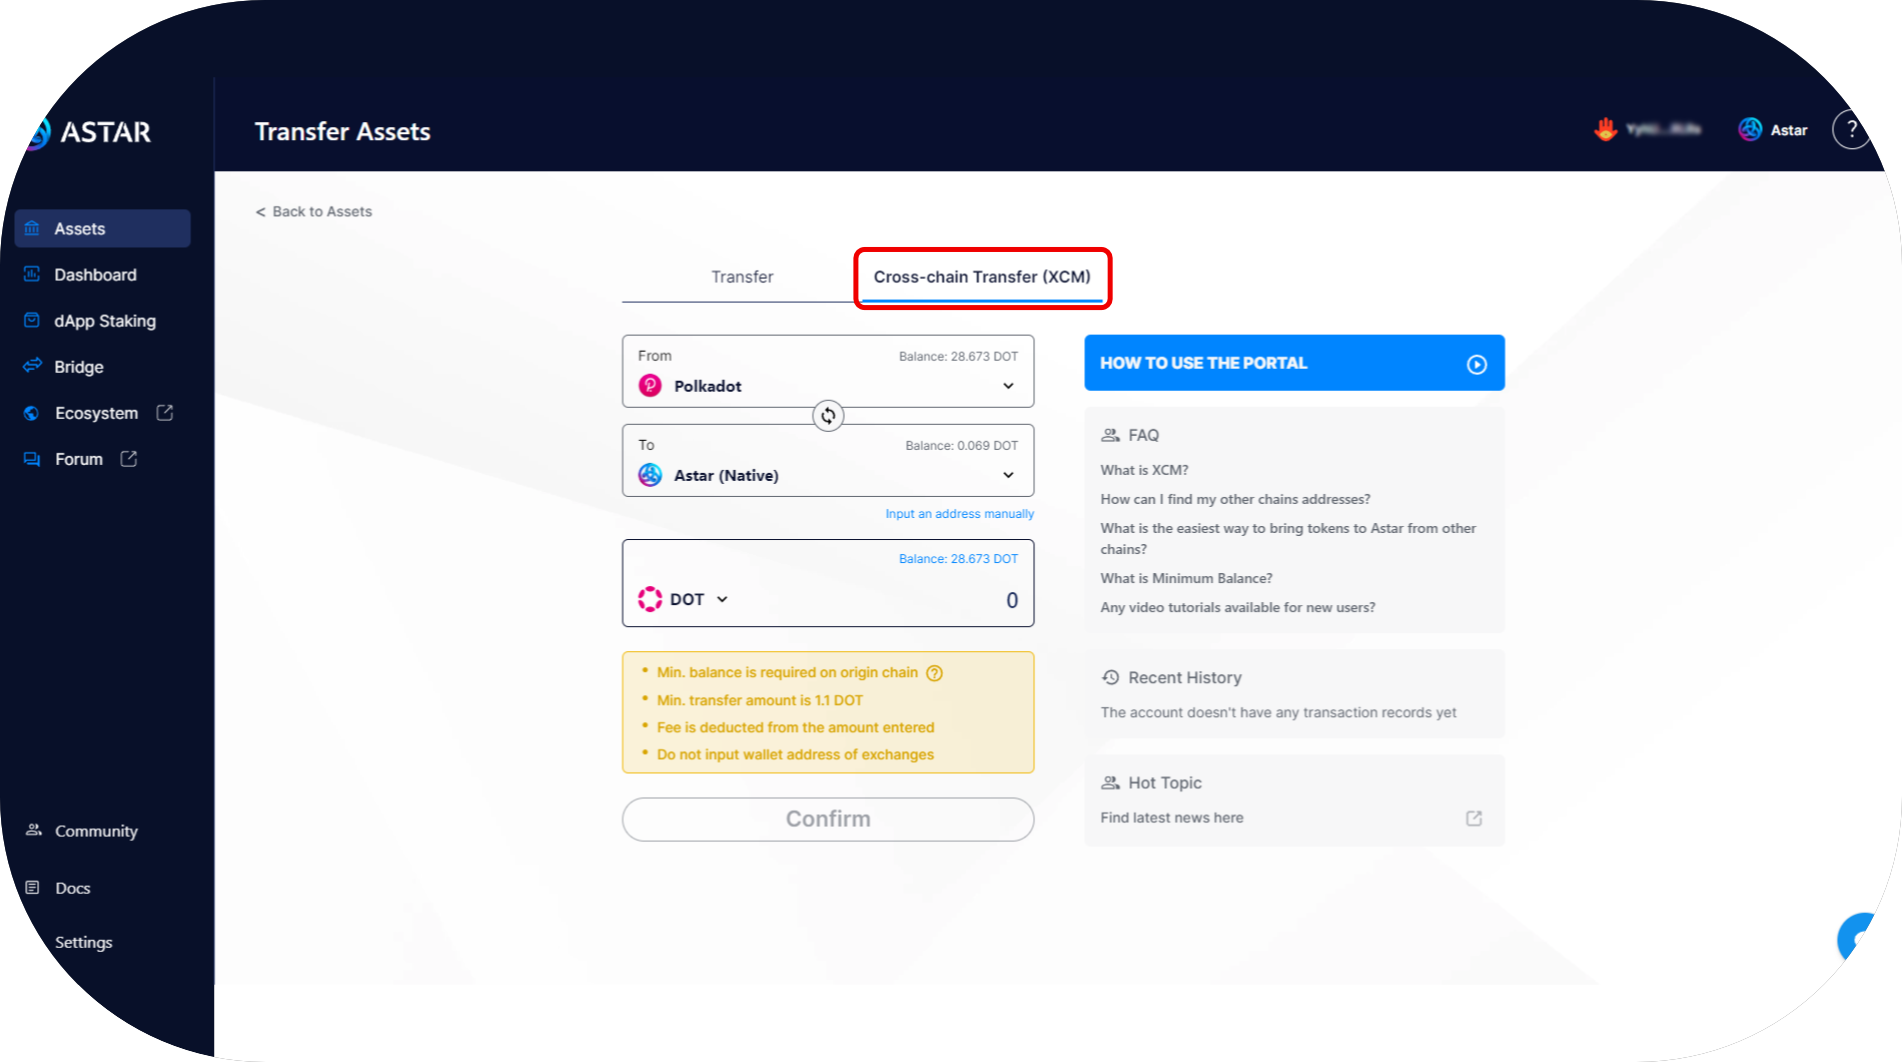 ASTAR
Transfer Assets
Astar
?
Assets
Dashboard
dApp Staking
Bridge
Ecosystem
Forum
Community
Docs
Settings
< Back to Assets
Transfer
Cross-chain Transfer (XCM)
From
Balance: 28.673 DOT
Polkadot
To
Balance: 0.069 DOT
Astar (Native)
Input an address manually
Balance: 28.673 DOT
DOT
0
• Min. balance is required on origin chain ?
• Min. transfer amount is 1.1 DOT
• Fee is deducted from the amount entered
• Do not input wallet address of exchanges
Confirm
HOW TO USE THE PORTAL
FAQ
What is XCM?
How can I find my other chains addresses?
What is the easiest way to bring tokens to Astar from other
chains?
What is Minimum Balance?
Any video tutorials available for new users?
Recent History
The account doesn't have any transaction records yet
Hot Topic
Find latest news here